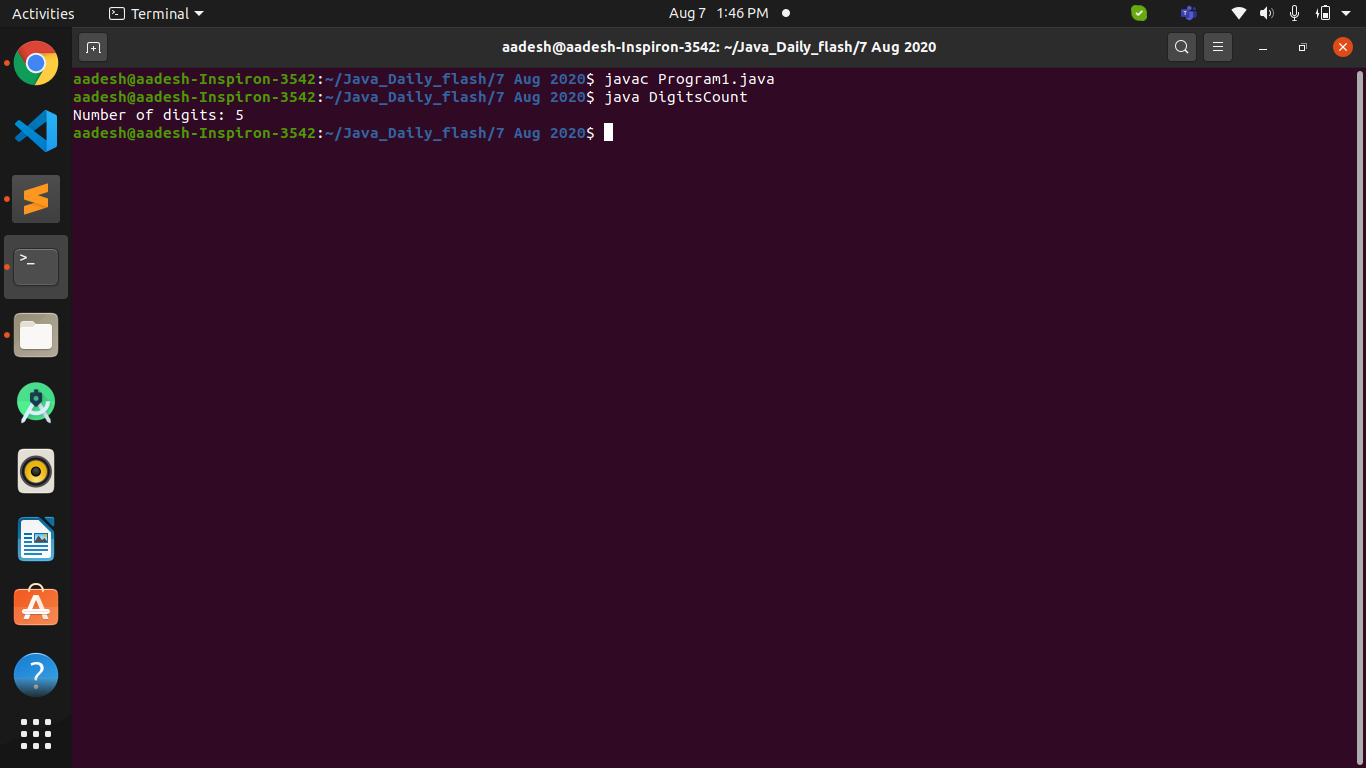 Activities
Terminal
Aug 7 1:46 PM
aadesh@aadesh-Inspiron-3542: ~/Java_Daily_flash/7 Aug 2020
aadesh@aadesh-Inspiron-3542:~/Java_Daily_flash/7 Aug 2020$ javac Program1.java
aadesh@aadesh-Inspiron-3542:~/Java_Daily_flash/7 Aug 2020$ java DigitsCount
Number of digits: 5
aadesh@aadesh-Inspiron-3542:~/Java_Daily_flash/7 Aug 2020$